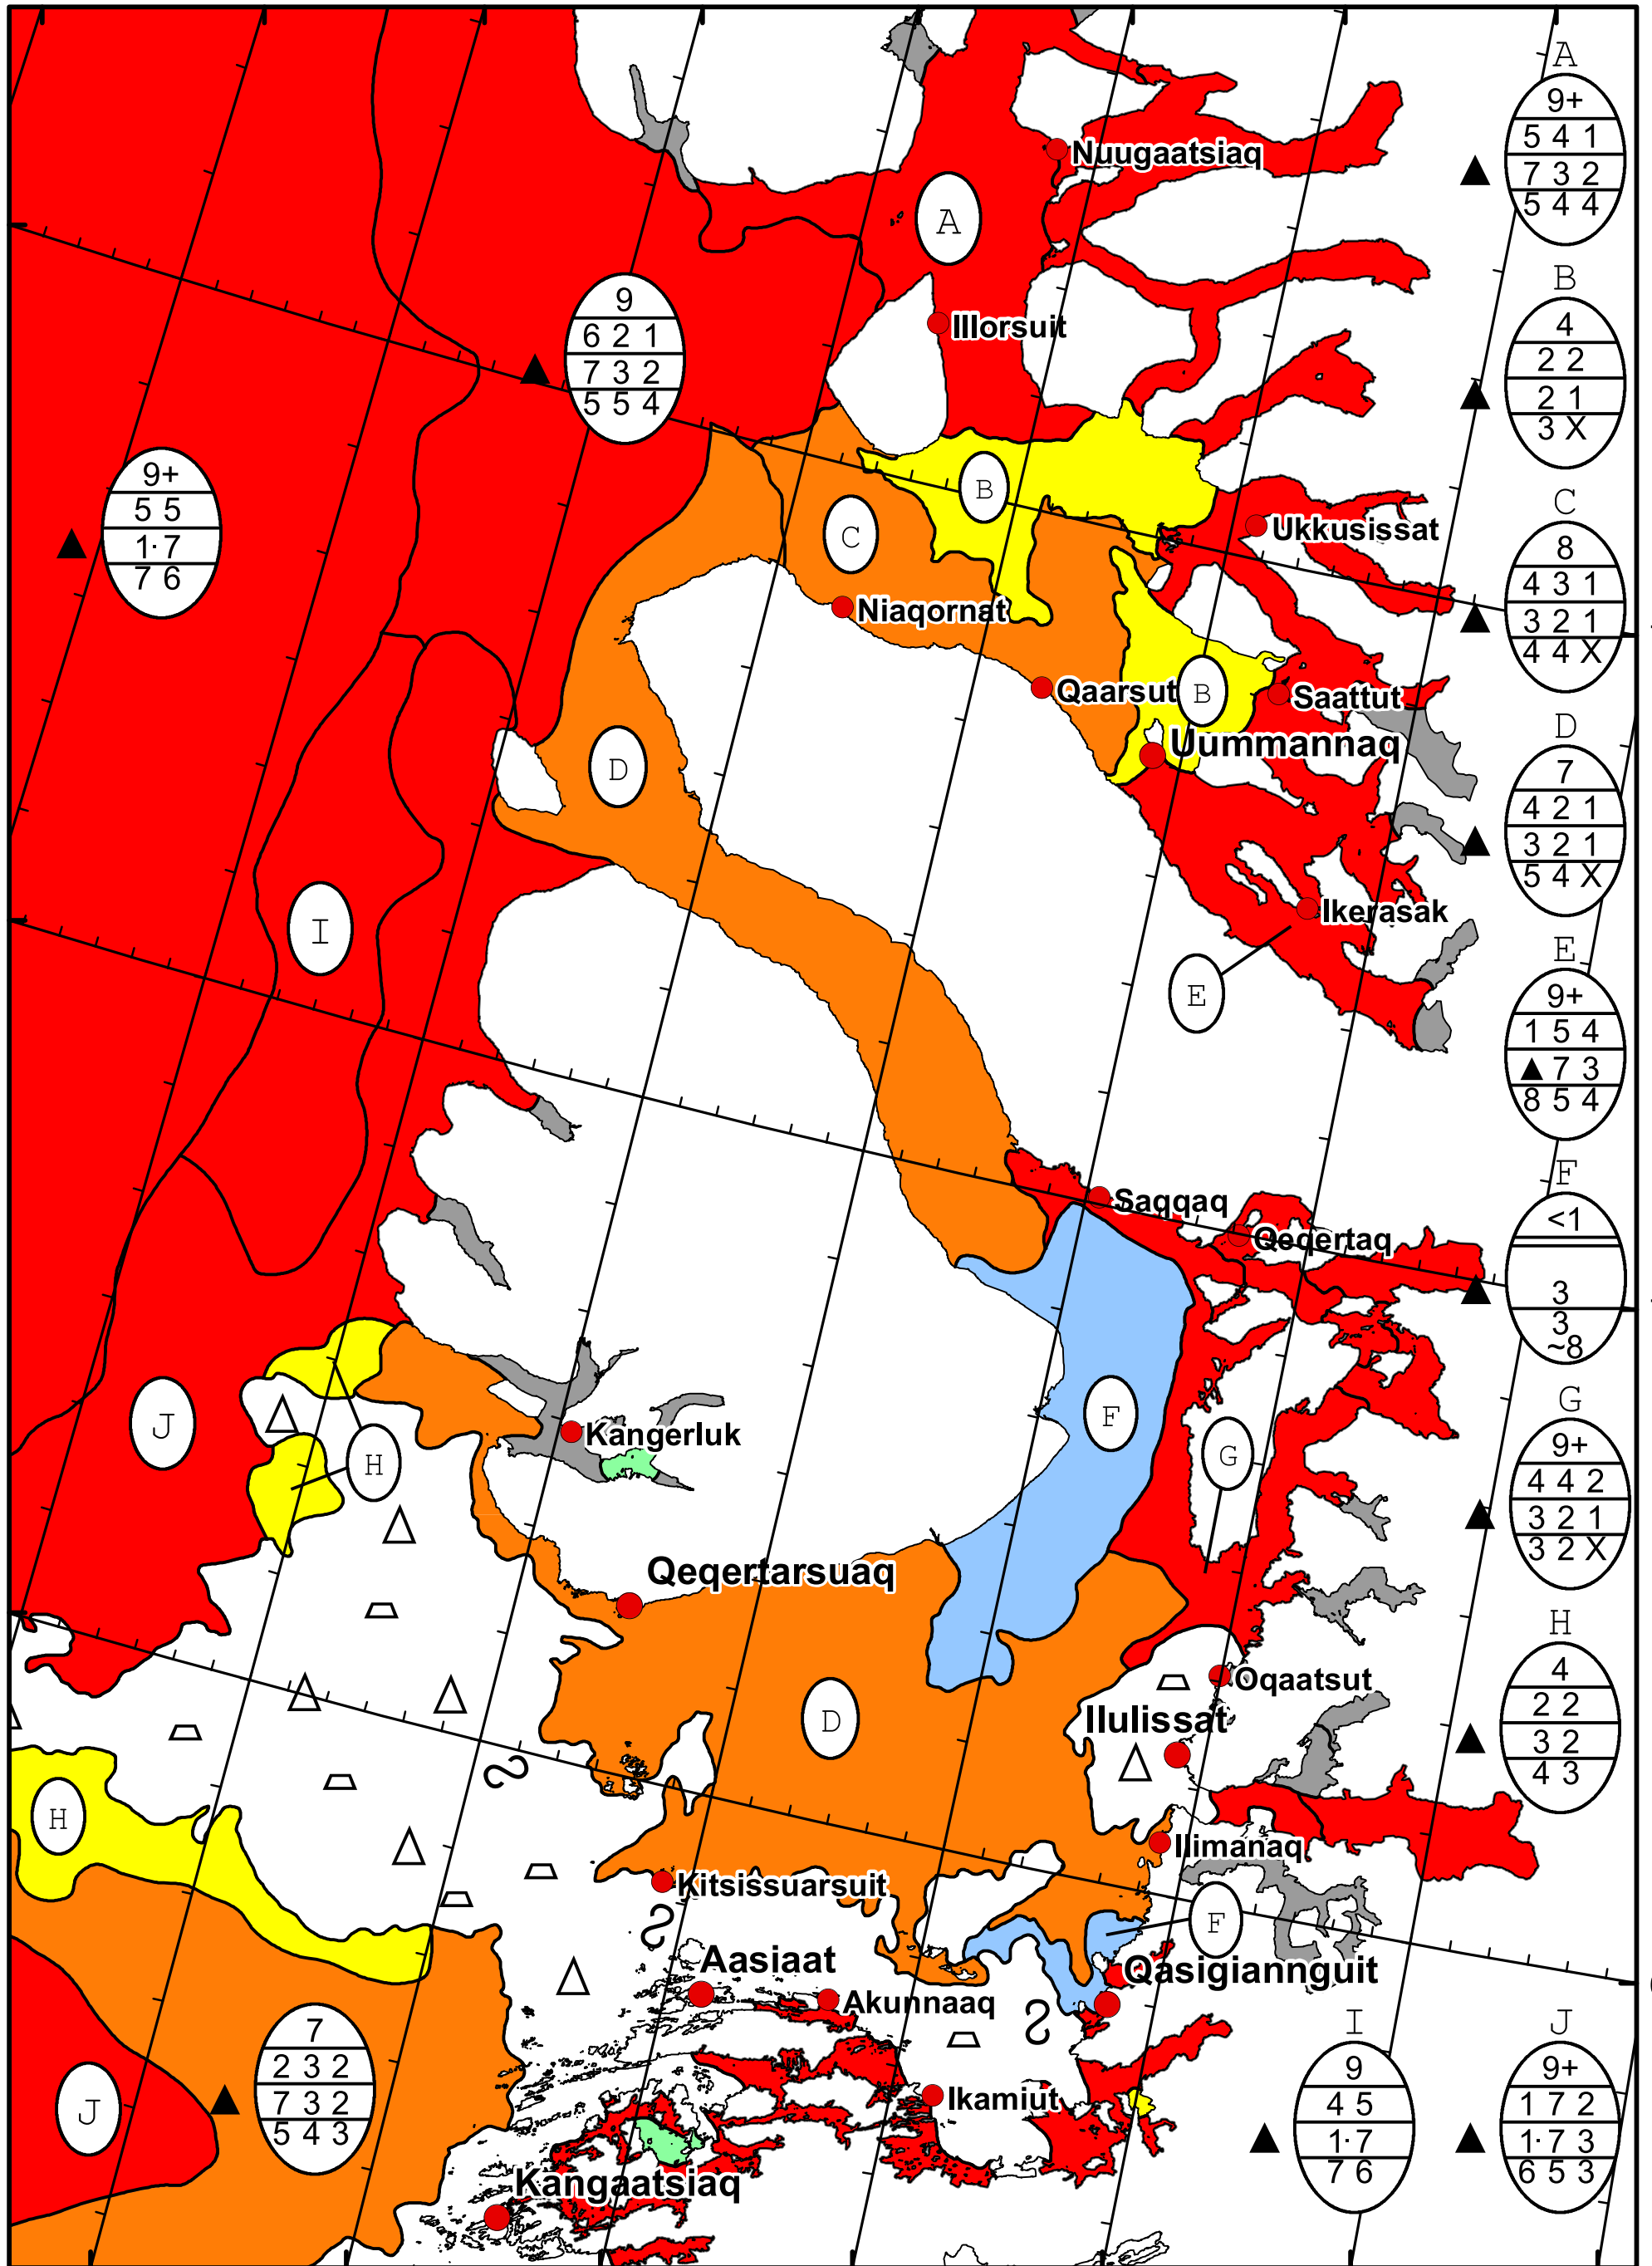 A
9+
5 4 1
7 3 2
5 4 4
Nuugaatsiaq
A
9
6 2 1
7 3 2
5 5 4
Illorsuit
B
4
2 2
2 1
3 X
9+
5 5
1· 7
7 6
B
C
Ukkusissat
C
8
4 3 1
3 2 1
4 4 X
Niaqornat
Qaarsut
B
Saattut
Uummannaq
D
D
7
4 2 1
3 2 1
5 4 X
I
Ikerasak
E
E
9+
1 5 4
7 3
8 5 4
Saqqaq
Qeqertaq
F
<1
3
3
~8
J
H
Kangerluk
F
G
G
9+
4 4 2
3 2 1
3 2 X
Qeqertarsuaq
H
4
2 2
3 2
4 3
Oqaatsut
D
Ilulissat
H
Ilimanaq
Kitsissuarsuit
F
Aasiaat
Qasigiannguit
Akunnaaq
7
2 3 2
7 3 2
5 4 3
J
Ikamiut
I
9
4 5
1· 7
7 6
J
9+
1 7 2
1· 7 3
6 5 3
Kangaatsiaq